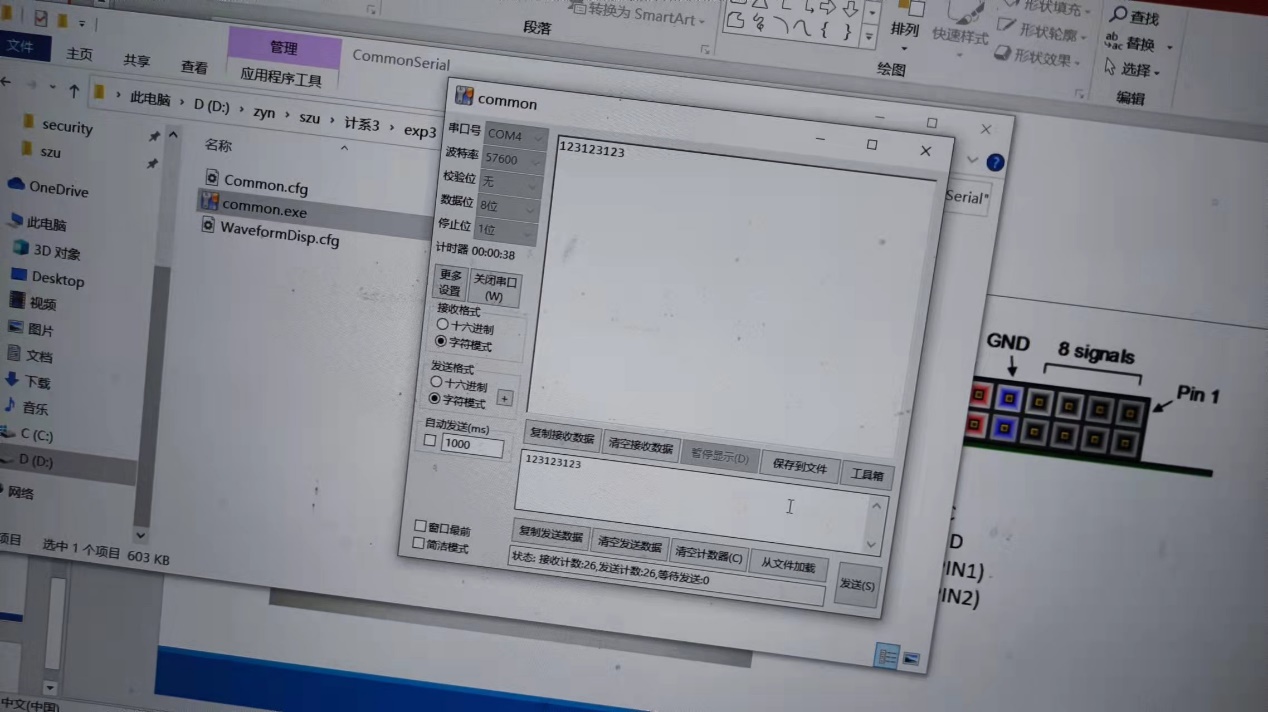 转换为 SmartArt
段落
排列
快速样式
形状填充
形状轮廓
形状效果
绘图
查找
替换
选择
编辑
文件
主页
共享
查看
管理
应用程序工具
CommonSerial
此电脑 › D (D:) › zyn › szu › 计系3 › exp3
Serial"
security
szu
OneDrive
此电脑
3D 对象
Desktop
视频
图片
文档
下载
音乐
C (C:)
D (D:)
网络
名称
Common.cfg
common.exe
WaveformDisp.cfg
选中 1 个项目 603 KB
中文(中国)
common
串口号 COM4
波特率 57600
校验位 无
数据位 8位
停止位 1位
计时器 00:00:38
更多设置
关闭串口(W)
接收格式
十六进制
字符模式
发送格式
十六进制
字符模式
+
自动发送(ms)
1000
窗口最前
简洁模式
123123123
复制接收数据 清空接收数据 暂停显示(D) 保存到文件 工具箱
123123123
复制发送数据 清空发送数据 清空计数器(C) 从文件加载 发送(S)
状态: 接收计数:26,发送计数:26,等待发送:0
GND
8 signals
Pin 1
D
PIN1)
PIN2)